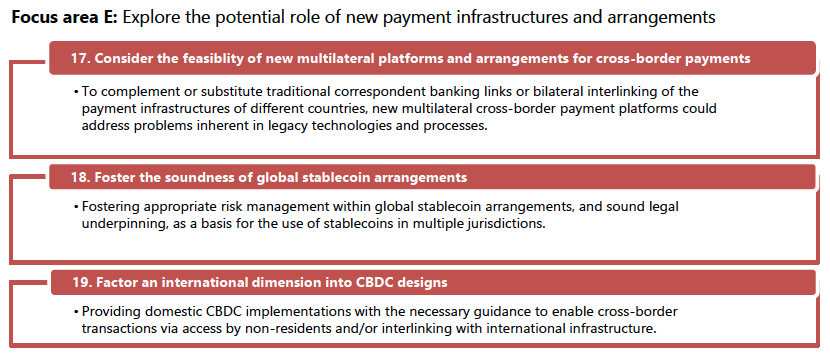 Focus area E: Explore the potential role of new payment infrastructures and arrangements
17. Consider the feasiblity of new multilateral platforms and arrangements for cross-border payments
• To complement or substitute traditional correspondent banking links or bilateral interlinking of the
payment infrastructures of different countries, new multilateral cross-border payment platforms could
address problems inherent in legacy technologies and processes.
18. Foster the soundness of global stablecoin arrangements
• Fostering appropriate risk management within global stablecoin arrangements, and sound legal
underpinning, as a basis for the use of stablecoins in multiple jurisdictions.
19. Factor an international dimension into CBDC designs
• Providing domestic CBDC implementations with the necessary guidance to enable cross-border
transactions via access by non-residents and/or interlinking with international infrastructure.